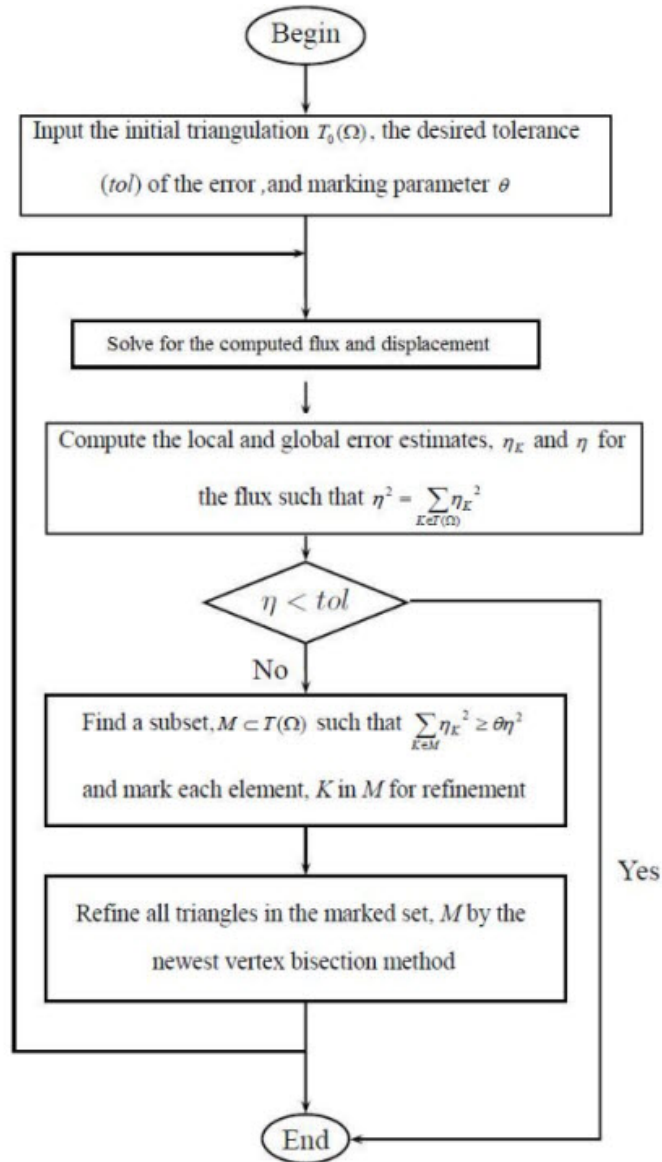 Begin
Input the initial triangulation T₀(Ω), the desired tolerance
(tol) of the error ,and marking parameter θ
Solve for the computed flux and displacement
Compute the local and global error estimates, η_K and η for
the flux such that η² = ∑_{K∈T(Ω)} η_K²
η < tol
No
Find a subset, M ⊂ T(Ω) such that ∑_{K∈M} η_K² ≥ θη²
and mark each element, K in M for refinement
Yes
Refine all triangles in the marked set, M by the
newest vertex bisection method
End